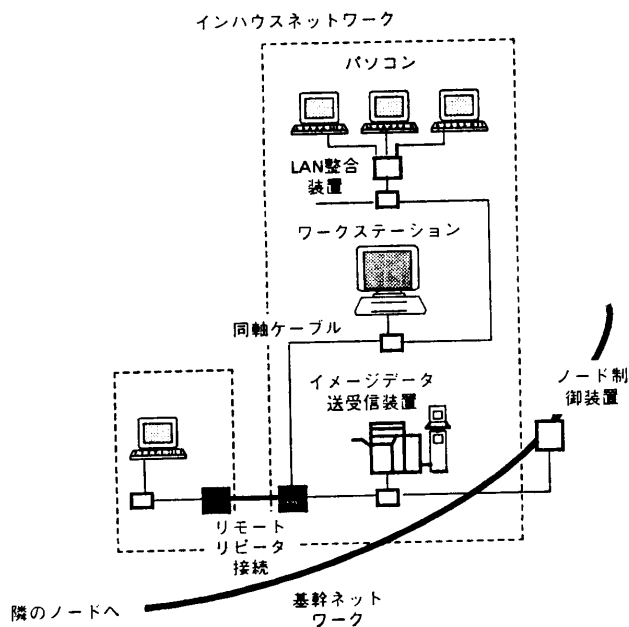 インハウスネットワーク
パソコン
LAN整合
装置
ワークステーション
同軸ケーブル
イメージデータ
送受信装置
ノード制
御装置
リモート
リピータ
接続
隣のノードへ
基幹ネット
ワーク